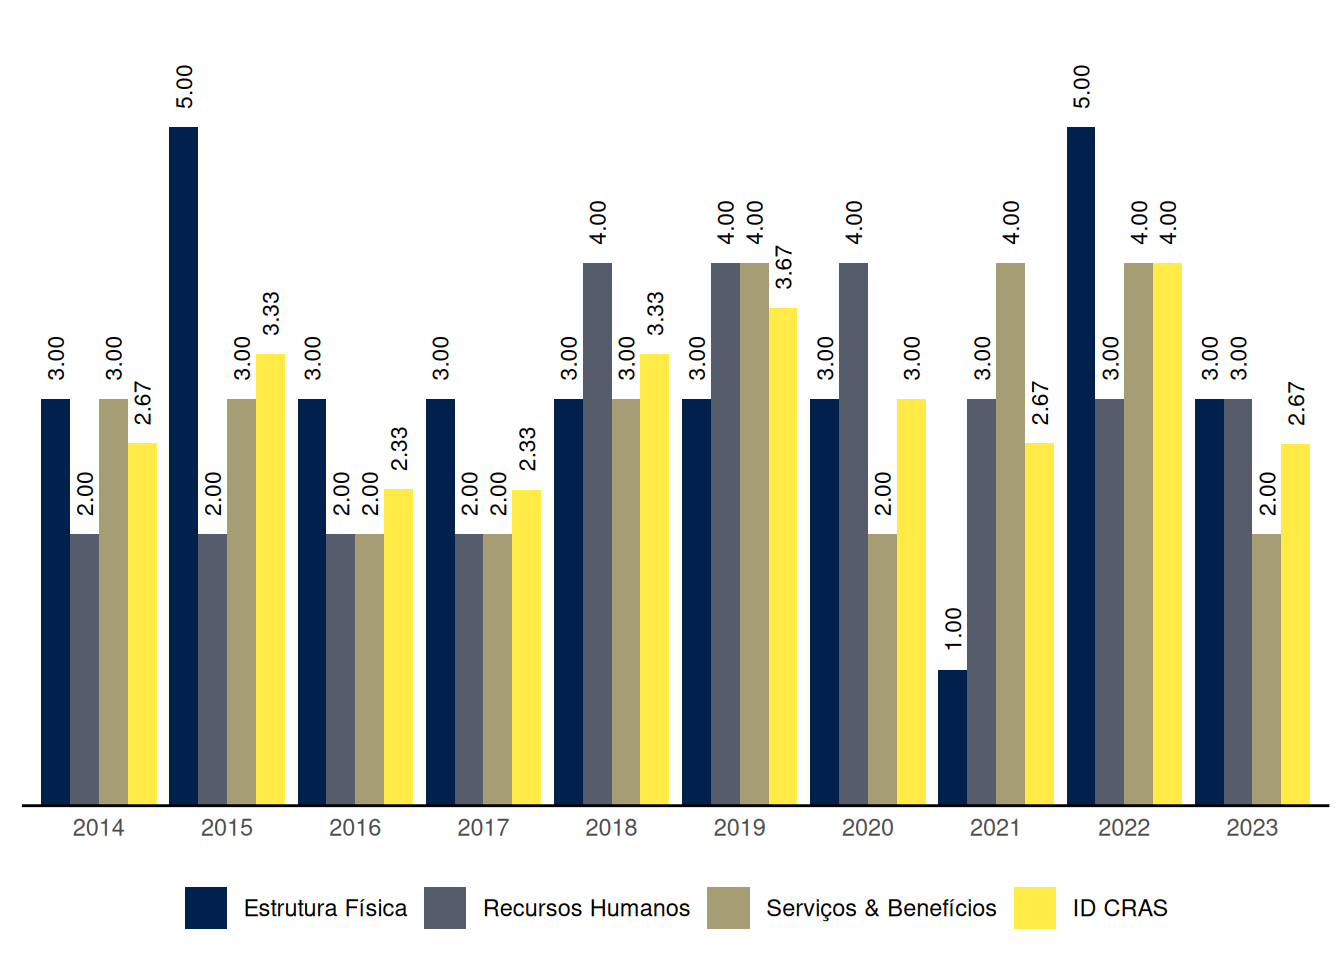 5.00 5.00
4.00 4.00 4.00 4.00 4.00 4.00 4.00
3.67
3.33 3.33
3.00 3.00 3.00 3.00 3.00 3.00 3.00 3.00 3.00 3.00 3.00 3.00 3.00 3.00
2.67 2.67 2.67
2.33 2.33
2.00 2.00 2.00 2.00 2.00 2.00 2.00 2.00
1.00
2014 2015 2016 2017 2018 2019 2020 2021 2022 2023
Estrutura Física Recursos Humanos Serviços & Benefícios ID CRAS